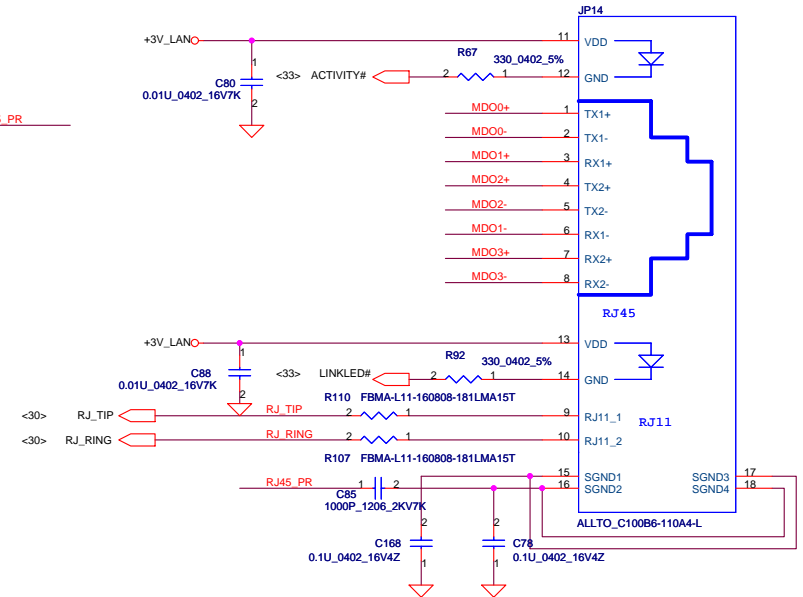 JP14
+3V_LAN
11
VDD
1
R67
330_0402_5%
C80
0.01U_0402_16V7K
2
<33>
ACTIVITY#
2
1
12
GND
_PR
MDO0+
1
TX1+
MDO0-
2
TX1-
MDO1+
3
RX1+
MDO2+
4
TX2+
MDO2-
5
TX2-
MDO1-
6
RX1-
MDO3+
7
RX2+
MDO3-
8
RX2-
RJ45
+3V_LAN
13
VDD
1
R92
330_0402_5%
C88
0.01U_0402_16V7K
2
<33>
LINKLED#
2
1
14
GND
R110
FBMA-L11-160808-181LMA15T
<30>
RJ_TIP
RJ_TIP
2
1
9
RJ11_1
RJ11
<30>
RJ_RING
RJ_RING
2
1
10
RJ11_2
R107
FBMA-L11-160808-181LMA15T
15
SGND1
SGND3
17
RJ45_PR
1
2
16
SGND2
SGND4
18
C85
1000P_1206_2KV7K
ALLTO_C100B6-110A4-L
2
2
C168
0.1U_0402_16V4Z
C78
0.1U_0402_16V4Z
1
1